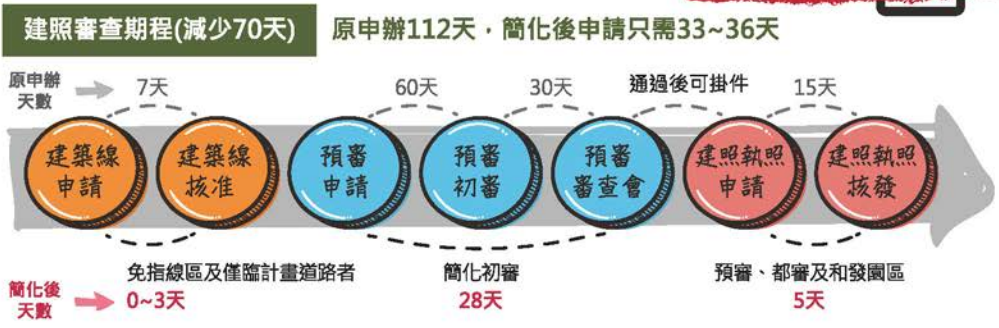 建照審查期程(減少70天)
原申辦112天，簡化後申請只需33~36天
原申辦
天數
7天
60天
30天
通過後可掛件
15天
建築線
申請
建築線
核准
預審
申請
預審
初審
預審
審查會
建照執照
申請
建照執照
核發
免指線區及僅臨計畫道路者
簡化初審
預審、都審及和發園區
簡化後
天數
0~3天
28天
5天